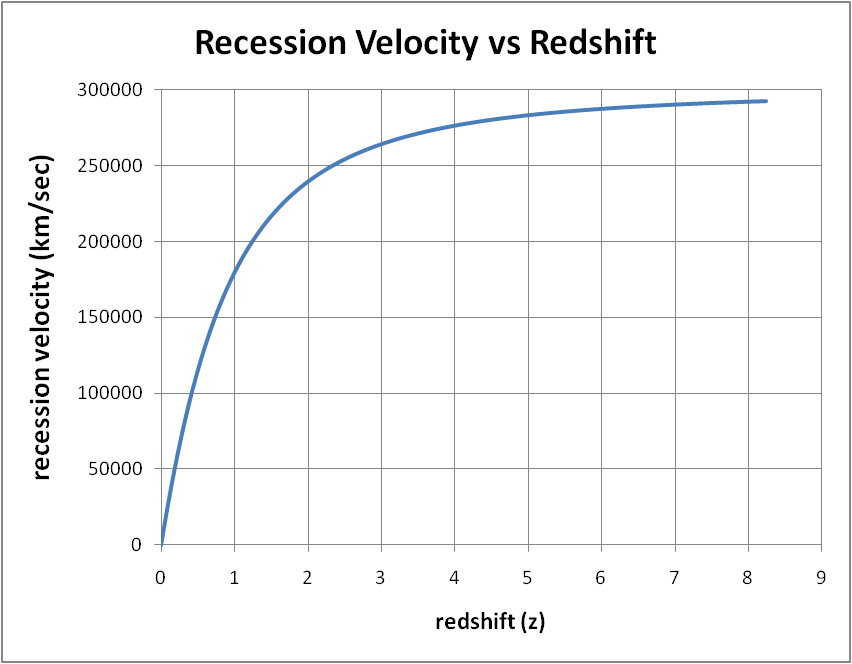 Recession Velocity vs Redshift
recession velocity (km/sec)
300000
250000
200000
150000
100000
50000
0
0 1 2 3 4 5 6 7 8 9
redshift (z)